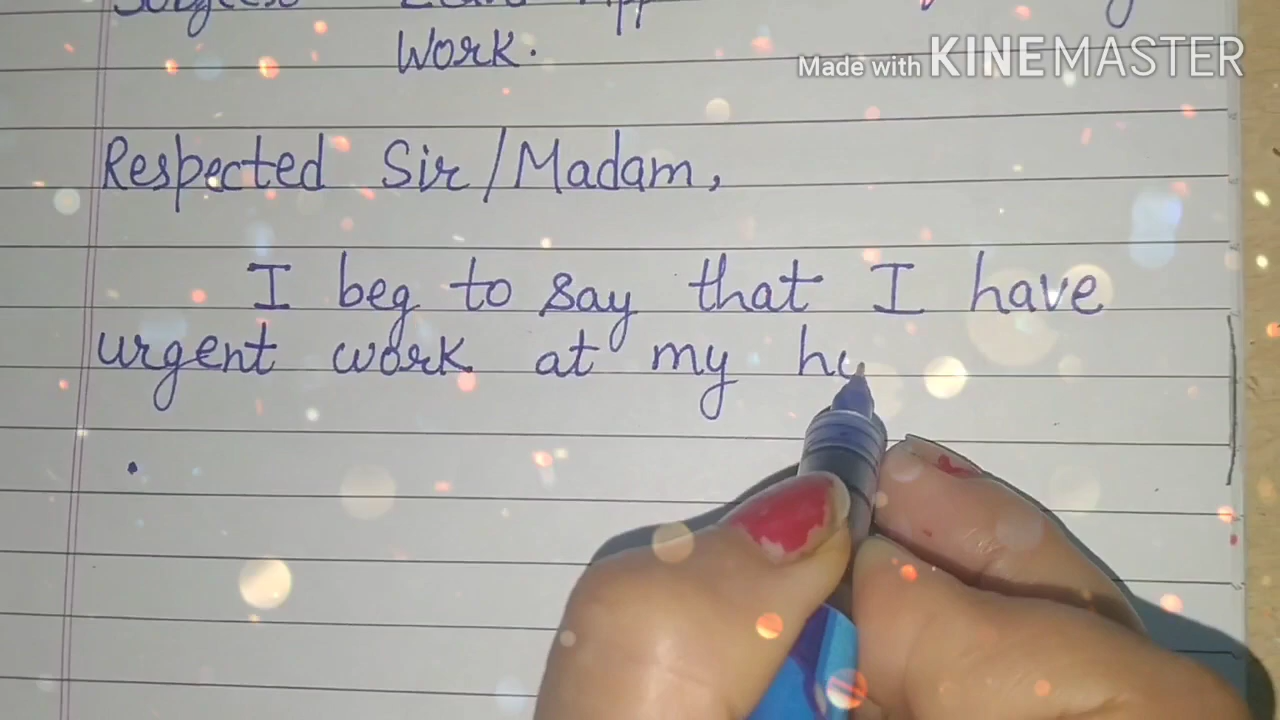 Work.
Made with KINEMASTER
Respected Sir/Madam,
I beg to say that I have
urgent work at my